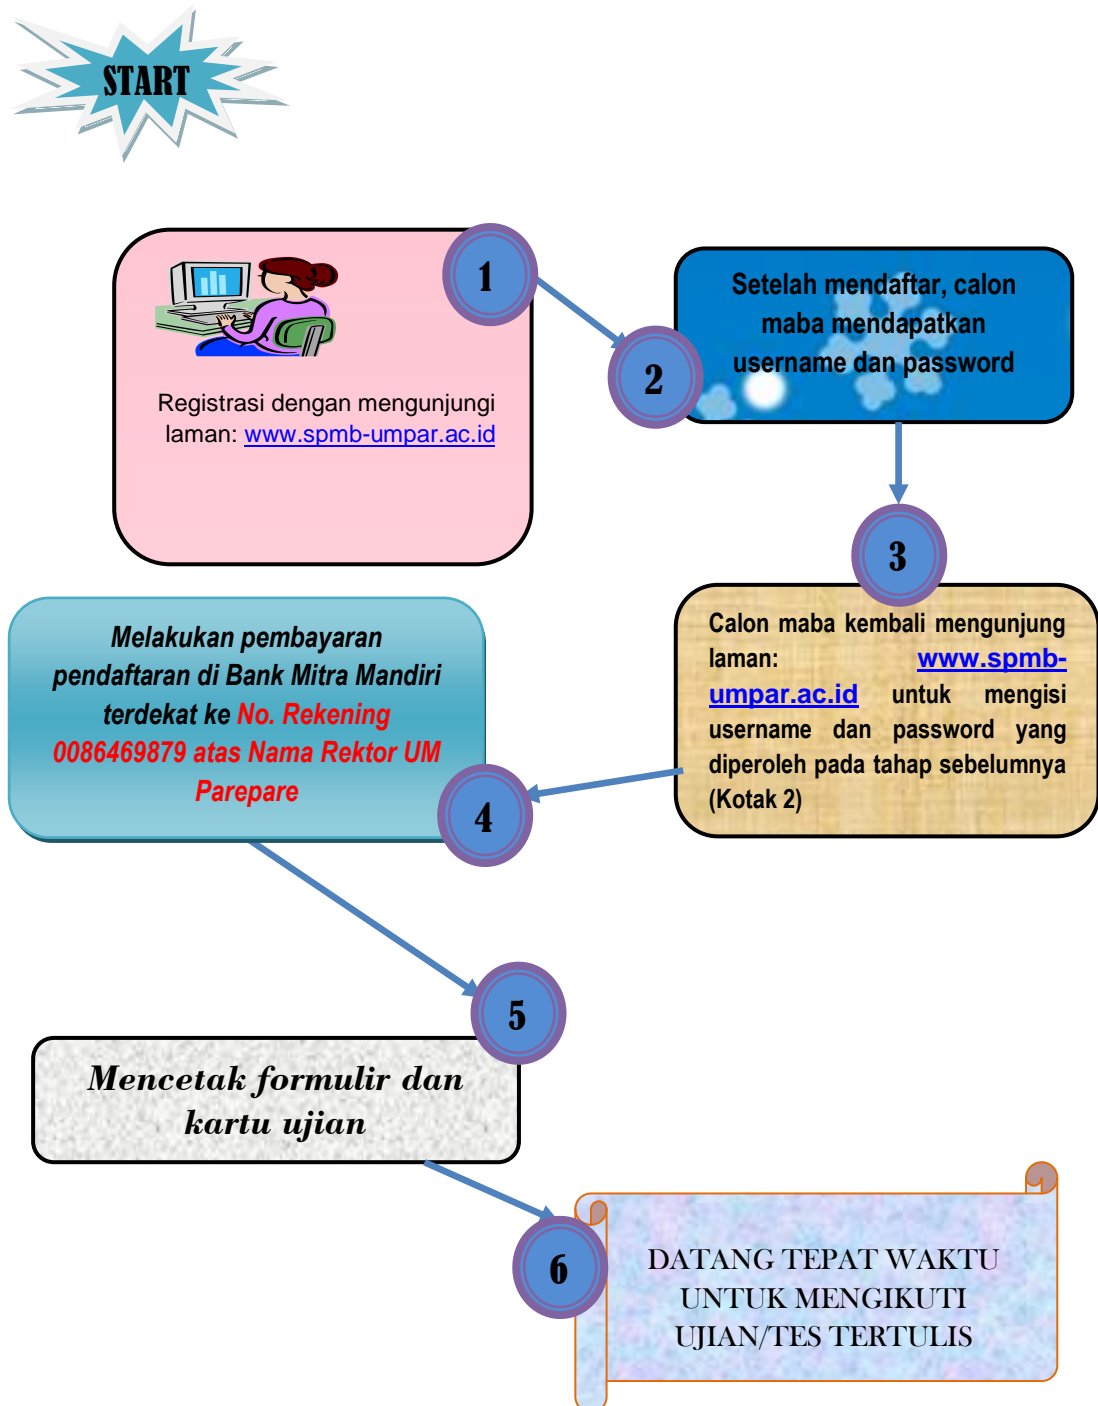 START
1
Registrasi dengan mengunjungi
laman: www.spmb-umpar.ac.id
2
Setelah mendaftar, calon
maba mendapatkan
username dan password
3
Calon maba kembali mengunjung
laman: www.spmb-
umpar.ac.id untuk mengisi
username dan password yang
diperoleh pada tahap sebelumnya
(Kotak 2)
Melakukan pembayaran
pendaftaran di Bank Mitra Mandiri
terdekat ke No. Rekening
0086469879 atas Nama Rektor UM
Parepare
4
5
Mencetak formulir dan
kartu ujian
6
DATANG TEPAT WAKTU
UNTUK MENGIKUTI
UJIAN/TES TERTULIS